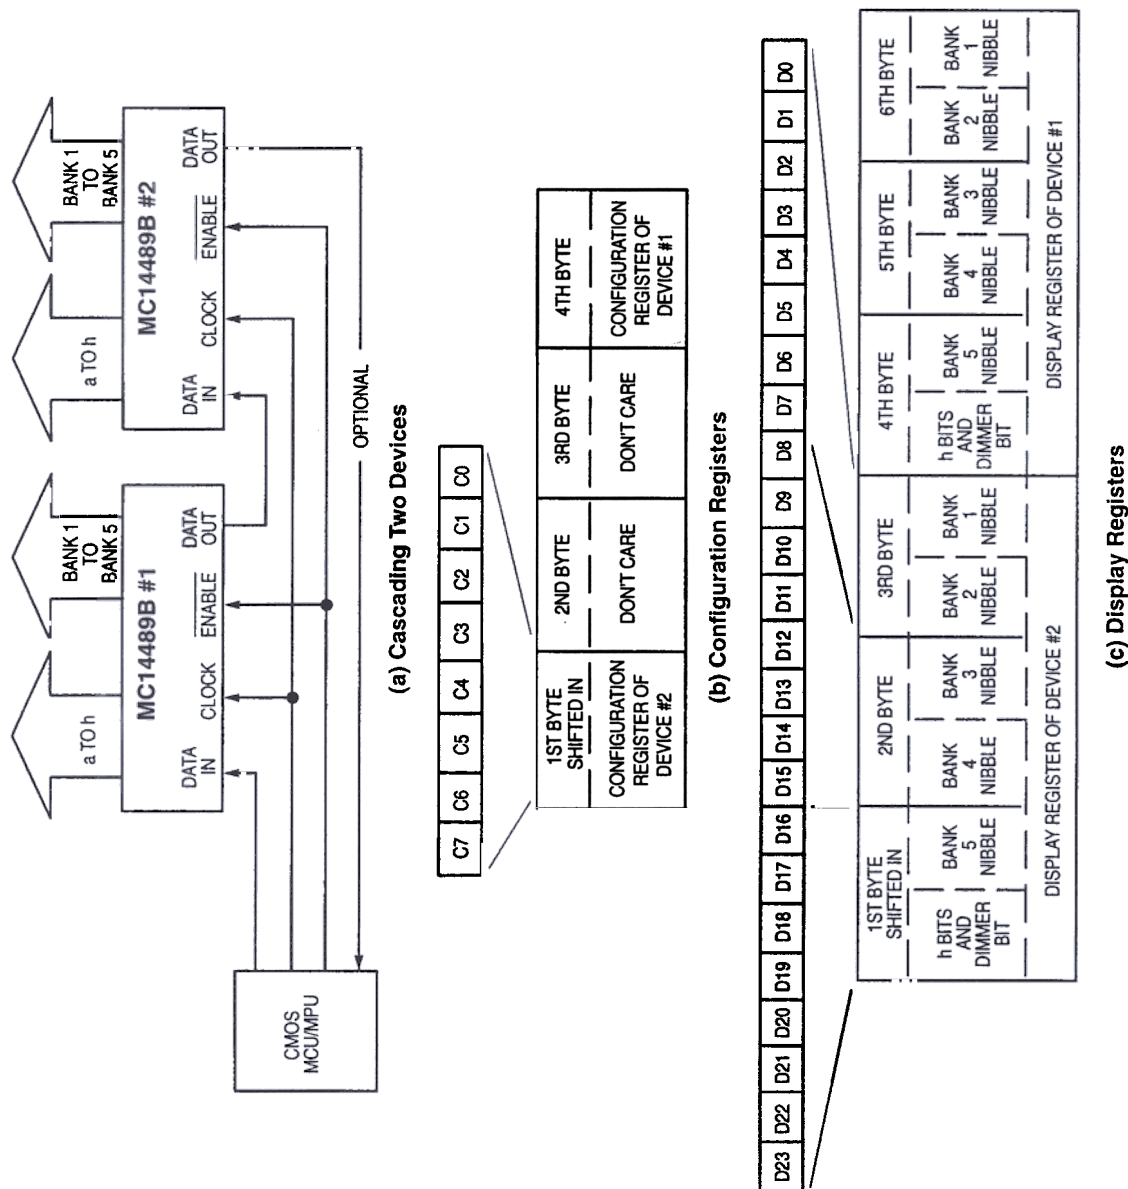 BANK 1
TO
BANK 5
a TO h
MC14489B #1
DATA
IN
CLOCK
ENABLE
DATA
OUT
BANK 1
TO
BANK 5
a TO h
MC14489B #2
DATA
IN
CLOCK
ENABLE
DATA
OUT
CMOS
MCU/MPU
OPTIONAL
(a) Cascading Two Devices
C7 C6 C5 C4 C3 C2 C1 C0
1ST BYTE
SHIFTED IN
2ND BYTE
3RD BYTE
4TH BYTE
CONFIGURATION
REGISTER OF
DEVICE #2
DON'T CARE
DON'T CARE
CONFIGURATION
REGISTER OF
DEVICE #1
(b) Configuration Registers
D23 D22 D21 D20 D19 D18 D17 D16 D15 D14 D13 D12 D11 D10 D9 D8 D7 D6 D5 D4 D3 D2 D1 D0
1ST BYTE
SHIFTED IN
2ND BYTE
3RD BYTE
4TH BYTE
5TH BYTE
6TH BYTE
h BITS
AND
DIMMER
BIT
BANK
5
NIBBLE
BANK
4
NIBBLE
BANK
3
NIBBLE
BANK
2
NIBBLE
BANK
1
NIBBLE
h BITS
AND
DIMMER
BIT
BANK
5
NIBBLE
BANK
4
NIBBLE
BANK
3
NIBBLE
BANK
2
NIBBLE
BANK
1
NIBBLE
DISPLAY REGISTER OF DEVICE #2
DISPLAY REGISTER OF DEVICE #1
(c) Display Registers